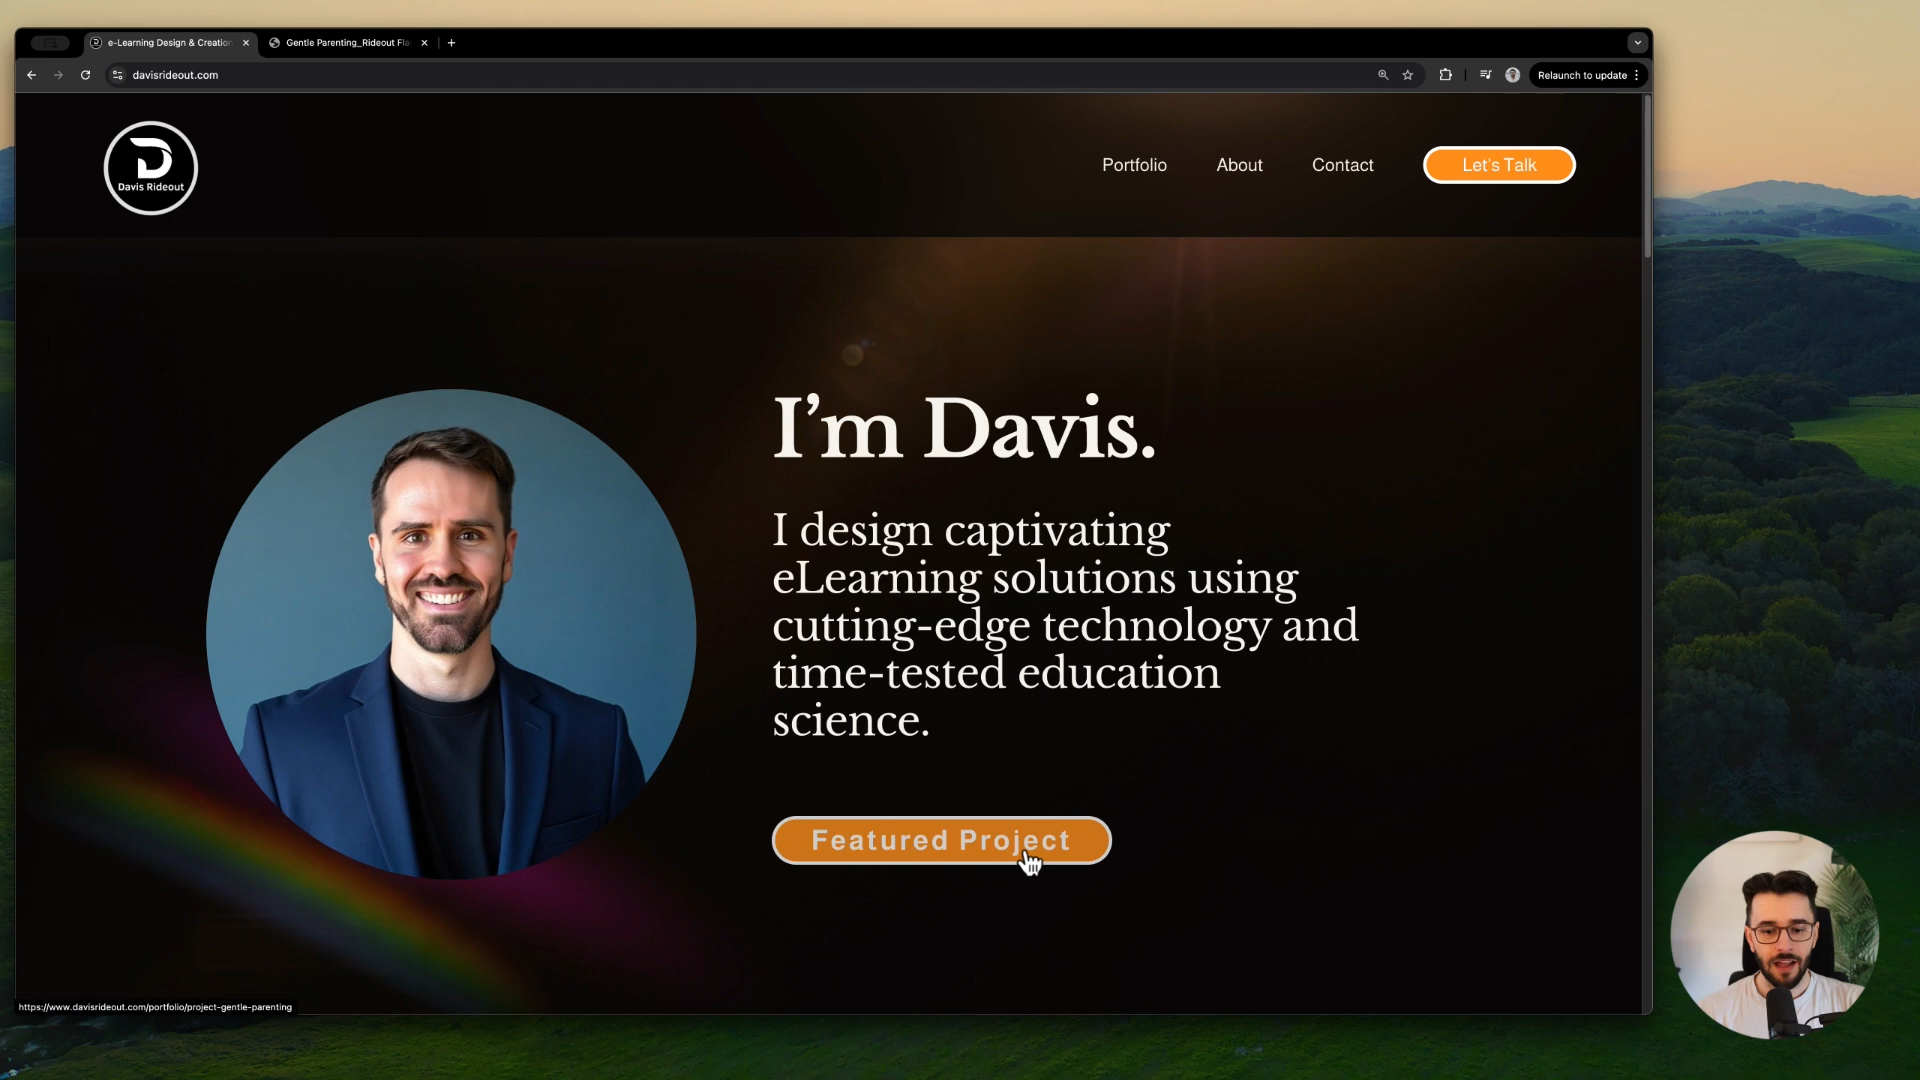 e-Learning Design & Creation
Gentle Parenting_Rideout Fla
davisrideout.com
Relaunch to update
D
Davis Rideout
Portfolio
About
Contact
Let's Talk
I’m Davis.
I design captivating
eLearning solutions using
cutting-edge technology and
time-tested education
science.
Featured Project
https://www.davisrideout.com/portfolio/project-gentle-parenting